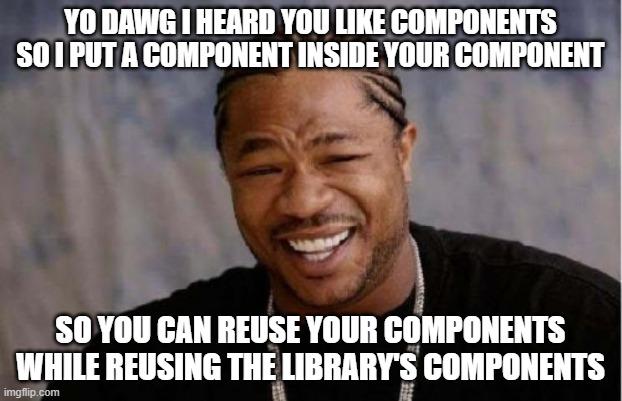 YO DAWG I HEARD YOU LIKE COMPONENTS
SO I PUT A COMPONENT INSIDE YOUR COMPONENT
SO YOU CAN REUSE YOUR COMPONENTS
WHILE REUSING THE LIBRARY'S COMPONENTS
imgflip.com